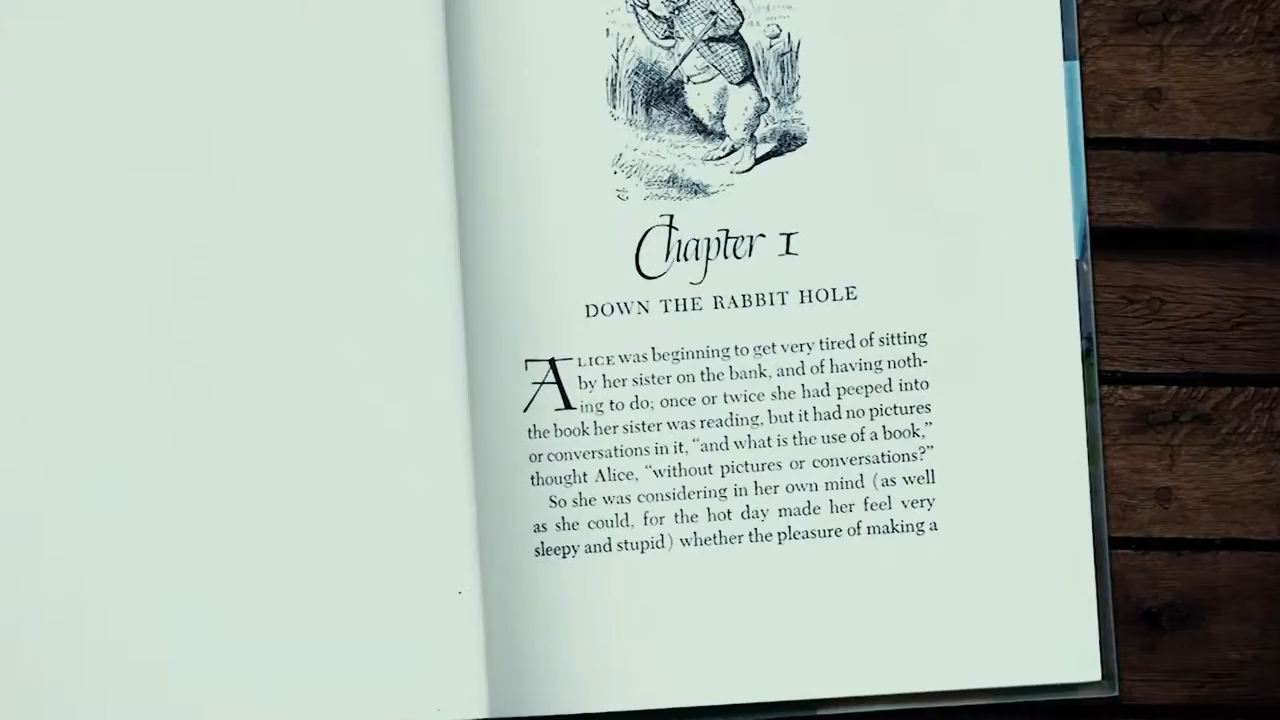 Chapter I
DOWN THE RABBIT HOLE
ALICE was beginning to get very tired of sitting
by her sister on the bank, and of having noth-
ing to do; once or twice she had peeped into
the book her sister was reading, but it had no pictures
or conversations in it, “and what is the use of a book,”
thought Alice, “without pictures or conversations?”
So she was considering in her own mind (as well
as she could, for the hot day made her feel very
sleepy and stupid) whether the pleasure of making a